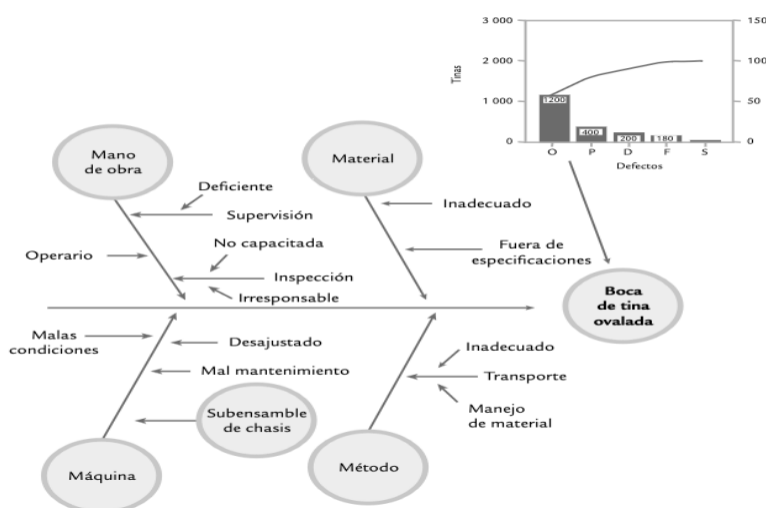 3 000
2 000
1 000
0
Tinas
150
100
50
0
1200
400
200
180
O P D F S
Defectos
Mano
de obra
Material
Deficiente
Supervisión
Operario
No capacitada
Inspección
Irresponsable
Inadecuado
Fuera de
especificaciones
Boca
de tina
ovalada
Malas
condiciones
Desajustado
Mal mantenimiento
Subensamble
de chasis
Máquina
Inadecuado
Transporte
Manejo
de material
Método